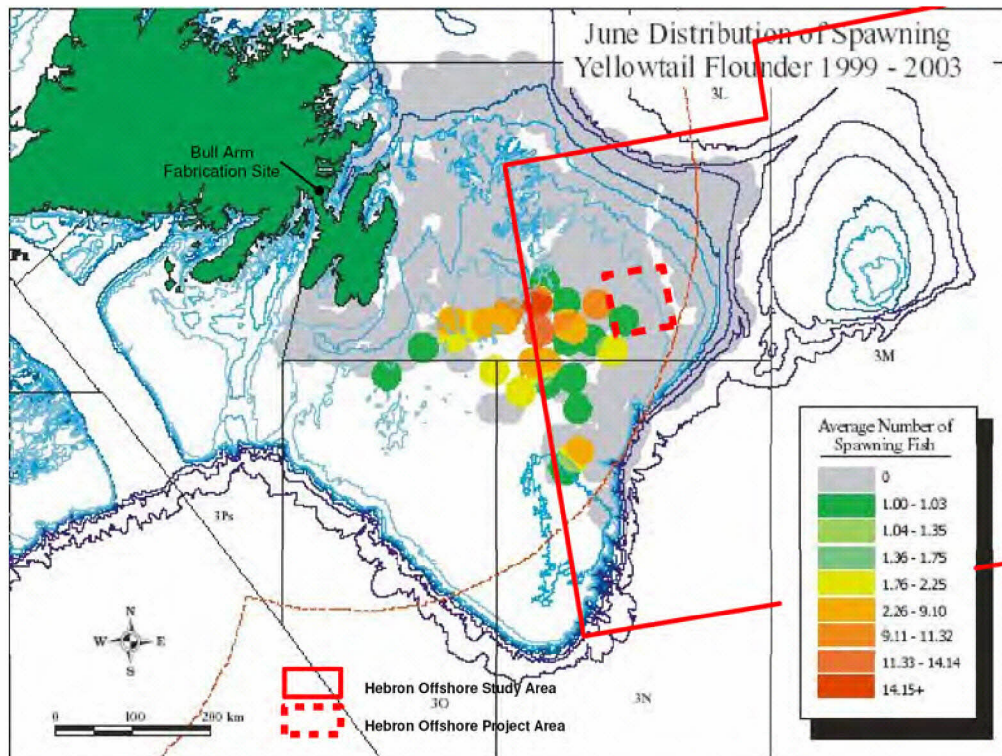 June Distribution of Spawning
Yellowtail Flounder 1999 - 2003
3L
Bull Arm
Fabrication Site
3M
Average Number of
Spawning Fish
0
1.00 - 1.03
1.04 - 1.35
1.36 - 1.75
1.76 - 2.25
2.26 - 9.10
9.11 - 11.32
11.33 - 14.14
14.15+
3Ps
N
W E
S
0 100 200 km
Hebron Offshore Study Area
3O 3N
Hebron Offshore Project Area